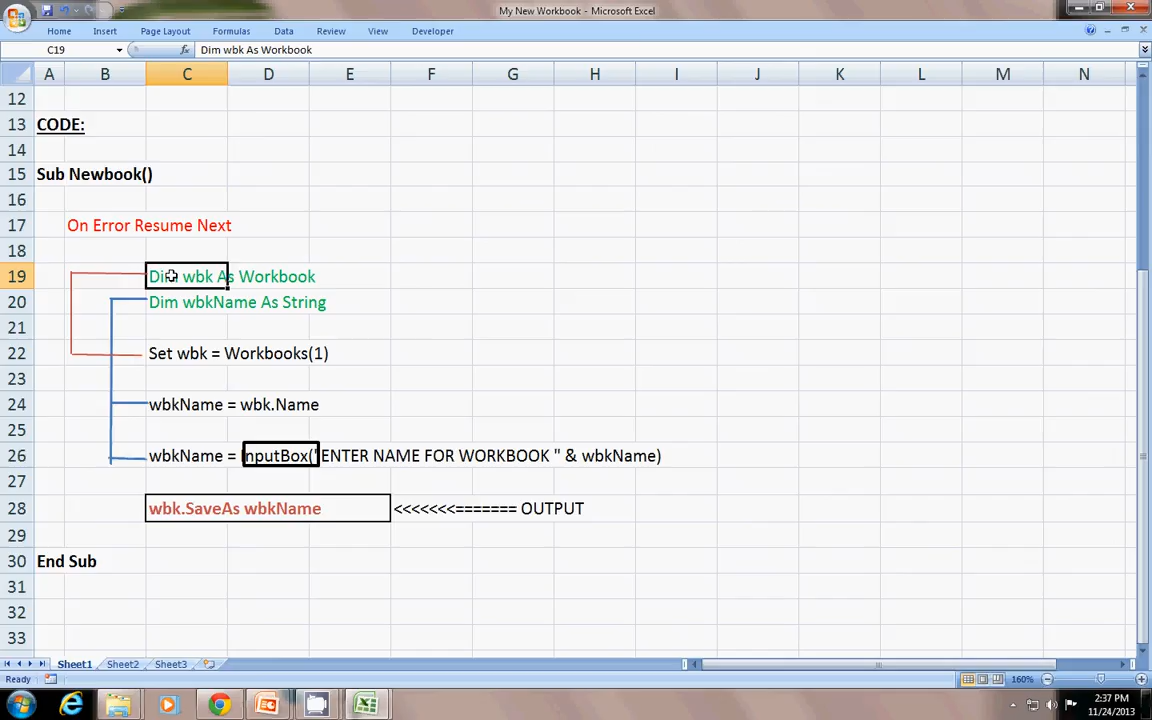 My New Workbook - Microsoft Excel
Home Insert Page Layout Formulas Data Review View Developer
C19 fx Dim wbk As Workbook
A B C D E F G H I J K L M N
12
13 CODE:
14
15 Sub Newbook()
16
17 On Error Resume Next
18
19 Dim wbk As Workbook
20 Dim wbkName As String
21
22 Set wbk = Workbooks(1)
23
24 wbkName = wbk.Name
25
26 wbkName = InputBox("ENTER NAME FOR WORKBOOK " & wbkName)
27
28 wbk.SaveAs wbkName <<<<<<<======= OUTPUT
29
30 End Sub
31
32
33
Sheet1 Sheet2 Sheet3
Ready 160%
2:37 PM
11/24/2013